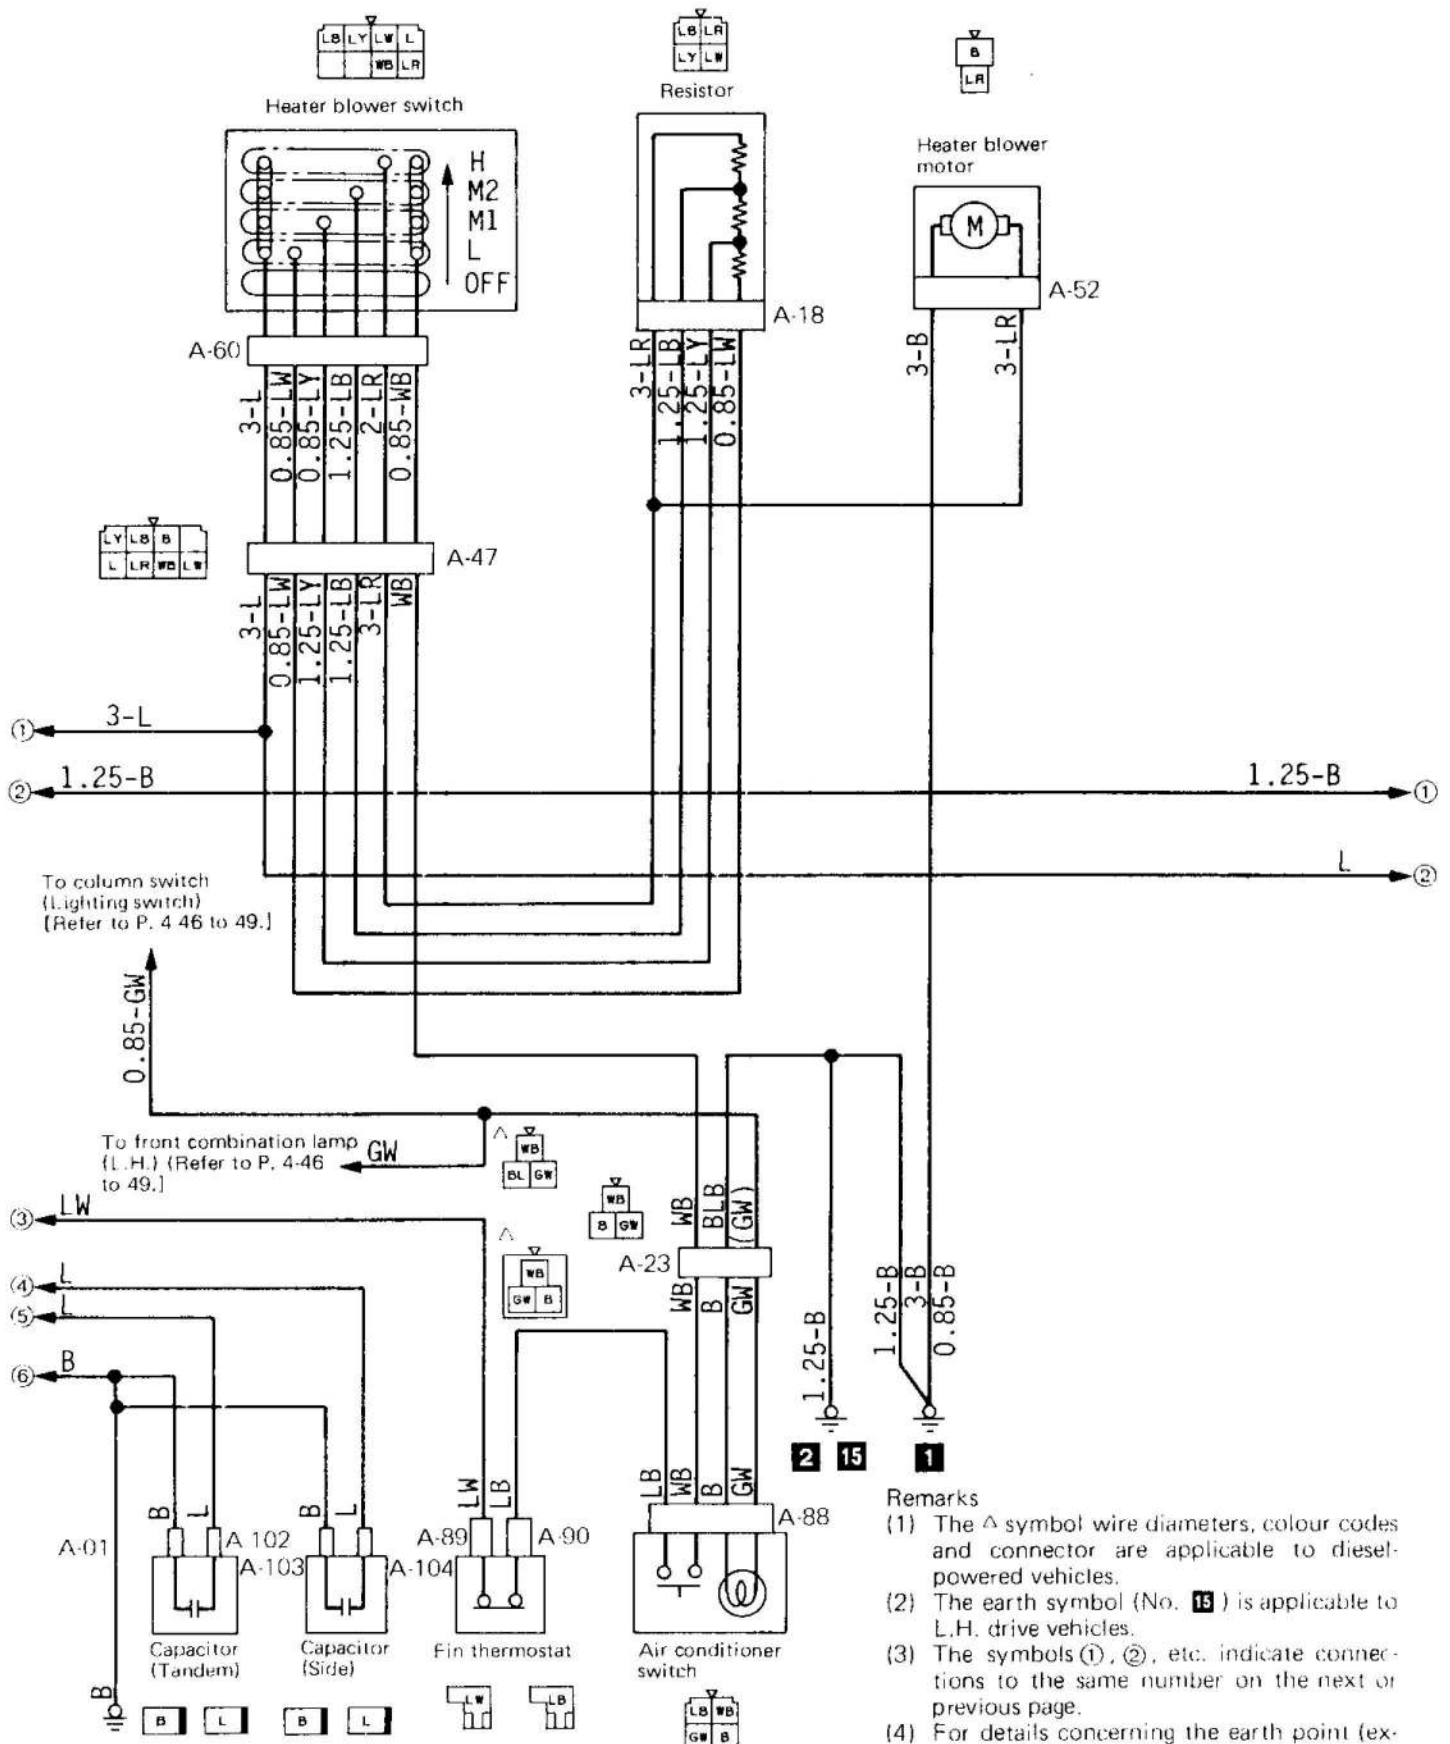 LB LY LW L
WB LR
Heater blower switch
LB LR
LY LW
Resistor
B
LR
Heater blower
motor
H
M2
M1
L
OFF
M
A-60
A-18
A-52
3-L
0.85-LW
0.85-LY
1.25-LB
2-LR
0.85-WB
3-LR
1.25-LB
1.25-LY
0.85-LW
3-B
3-LR
LY LB B
L LR WB LW
A-47
3-L
0.85-LW
1.25-LY
1.25-LB
3-LR
WB
① 3-L
② 1.25-B
1.25-B ①
L ②
To column switch
(Lighting switch)
[Refer to P. 4 46 to 49.]
0.85-GW
To front combination lamp
(L.H.) (Refer to P. 4-46
to 49.]
GW
△
WB
BL GW
WB
B GW
△
WB
GW B
WB
BLB
(GW)
A-23
WB
B
GW
③ LW
④ L
⑤ L
⑥ B
1.25-B
1.25-B
3-B
0.85-B
2 15
1
B
L
B
L
LW
LB
LB
WB
B
GW
A-01
A 102
A-103
A-104
A-89
A-90
A-88
Capacitor
(Tandem)
Capacitor
(Side)
Fin thermostat
Air conditioner
switch
B
B
L
B
L
LW
LB
LB WB
GW B
Remarks
(1) The △ symbol wire diameters, colour codes
and connector are applicable to diesel-
powered vehicles.
(2) The earth symbol (No. 15 ) is applicable to
L.H. drive vehicles.
(3) The symbols ①, ②, etc. indicate connec-
tions to the same number on the next or
previous page.
(4) For details concerning the earth point (ex-